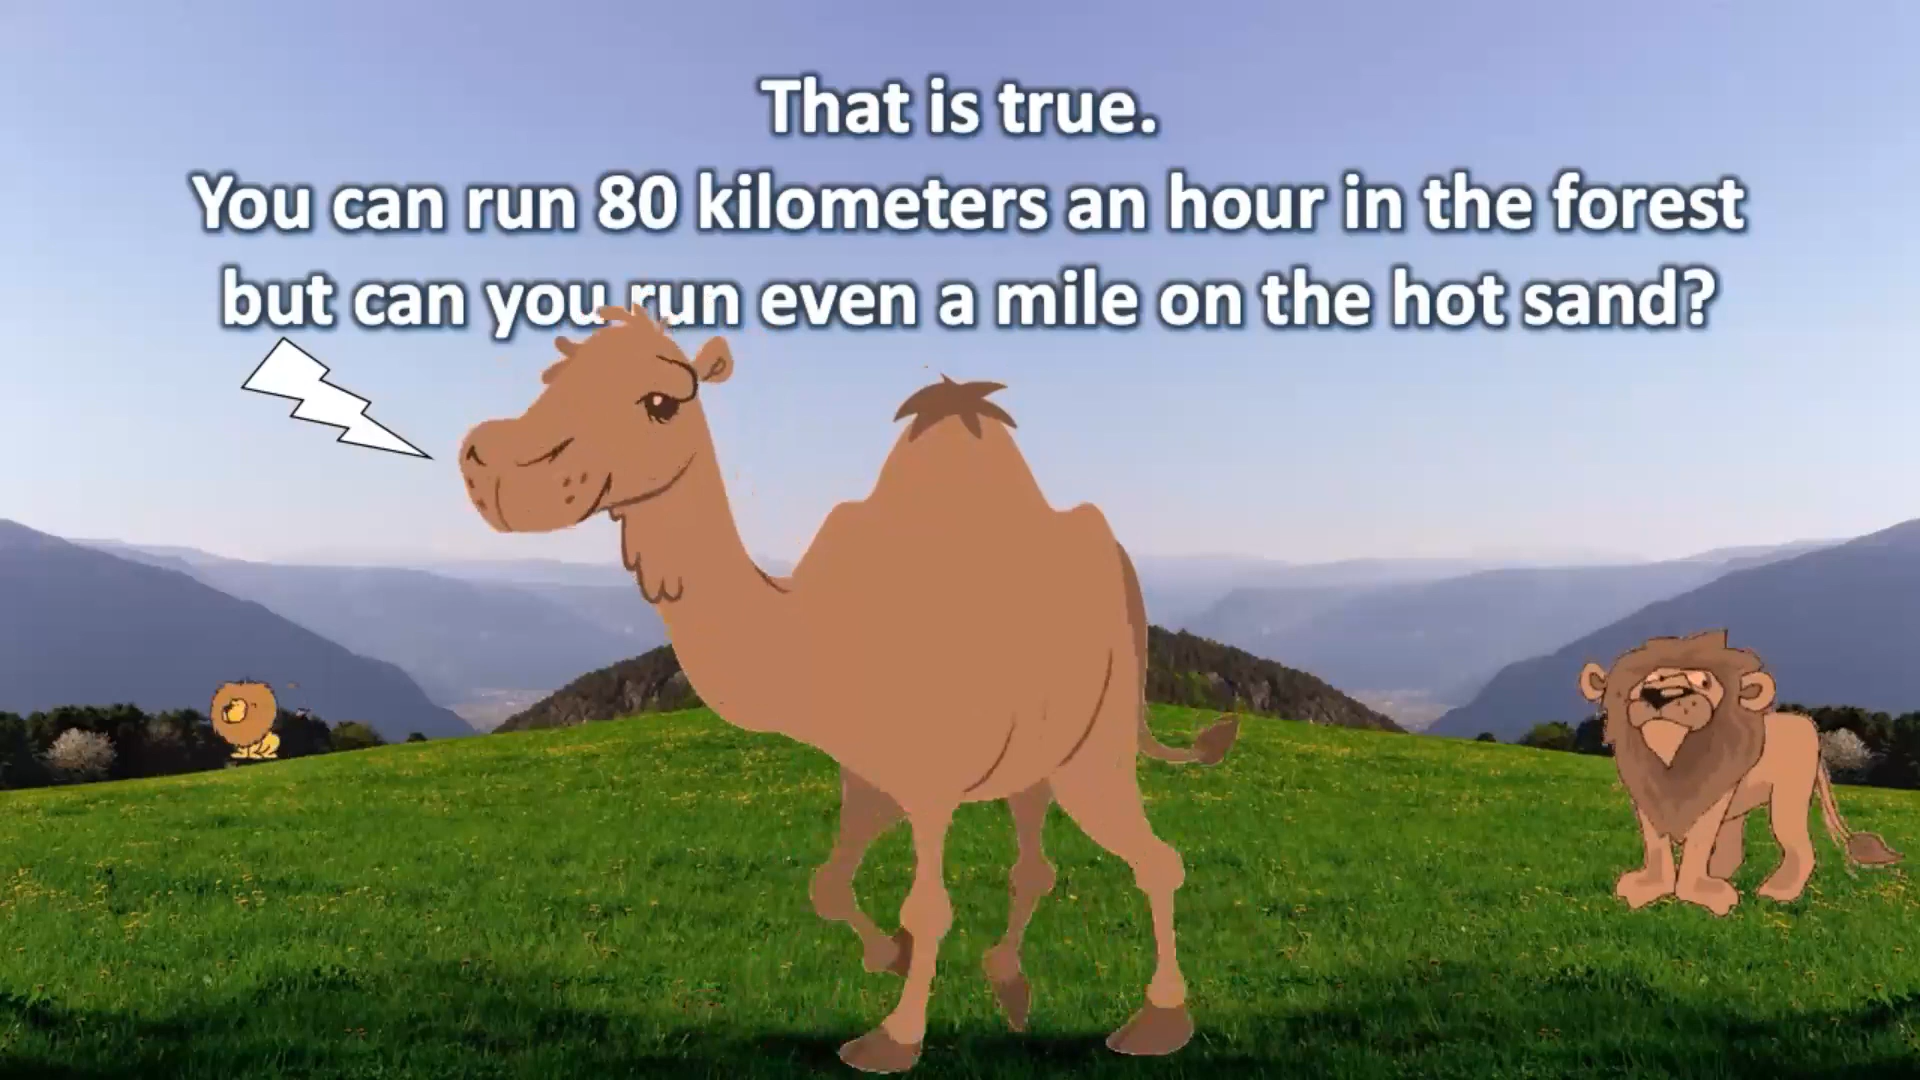 That is true.
You can run 80 kilometers an hour in the forest
but can you run even a mile on the hot sand?